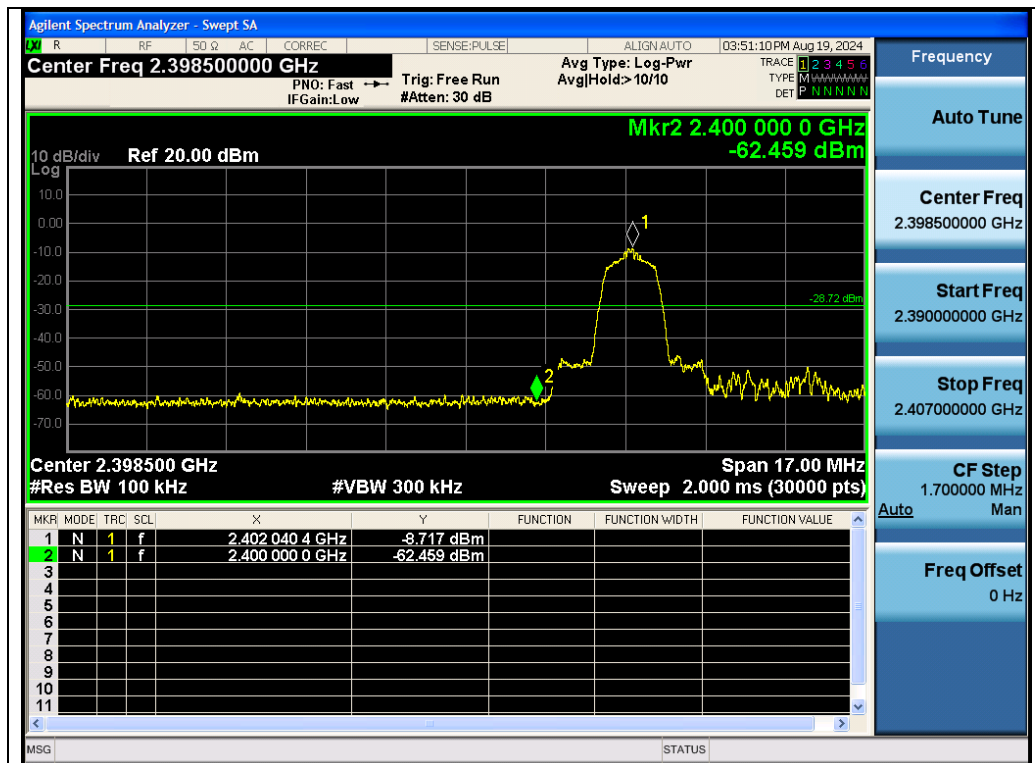 Agilent Spectrum Analyzer - Swept SA
LXI R RF 50 Ω AC CORREC SENSE:PULSE ALIGN AUTO 03:51:10 PM Aug 19, 2024
Center Freq 2.398500000 GHz
PNO: Fast
IFGain:Low
Trig: Free Run
#Atten: 30 dB
Avg Type: Log-Pwr
Avg|Hold:>10/10
TRACE 1 2 3 4 5 6
TYPE M
DET P N N N N N
Mkr2 2.400 000 0 GHz
-62.459 dBm
10 dB/div Ref 20.00 dBm
Log
10.0
0.00
-10.0
-20.0
-30.0
-40.0
-50.0
-60.0
-70.0
1
-28.72 dBm
2
Center 2.398500 GHz Span 17.00 MHz
#Res BW 100 kHz #VBW 300 kHz Sweep 2.000 ms (30000 pts)
MKR MODE TRC SCL X Y FUNCTION FUNCTION WIDTH FUNCTION VALUE
1 N 1 f 2.402 040 4 GHz -8.717 dBm
2 N 1 f 2.400 000 0 GHz -62.459 dBm
3
4
5
6
7
8
9
10
11
MSG STATUS
Frequency
Auto Tune
Center Freq
2.398500000 GHz
Start Freq
2.390000000 GHz
Stop Freq
2.407000000 GHz
CF Step
1.700000 MHz
Auto Man
Freq Offset
0 Hz